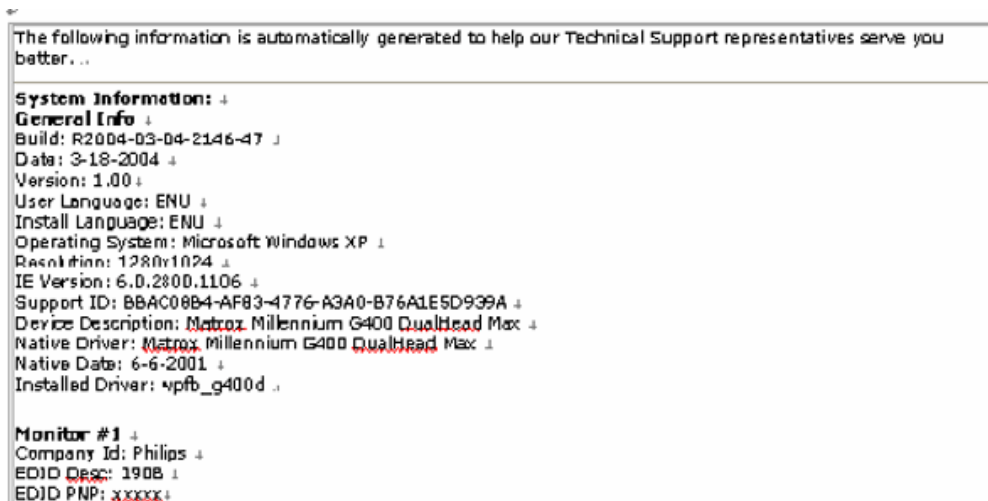 The following information is automatically generated to help our Technical Support representatives serve you
better...
System Information:
General Info
Build: R2004-03-04-2146-47
Date: 3-18-2004
Version: 1.00
User Language: ENU
Install Language: ENU
Operating System: Microsoft Windows XP
Resolution: 1280x1024
IE Version: 6.0.2800.1106
Support ID: BBAC08B4-AF83-4776-A3A0-B76A1E5D939A
Device Description: Matrox Millennium G400 DualHead Max
Native Driver: Matrox Millennium G400 DualHead Max
Native Date: 6-6-2001
Installed Driver: vpfb_g400d
Monitor #1
Company Id: Philips
EDID Desc: 190B
EDID PNP: xxxxx